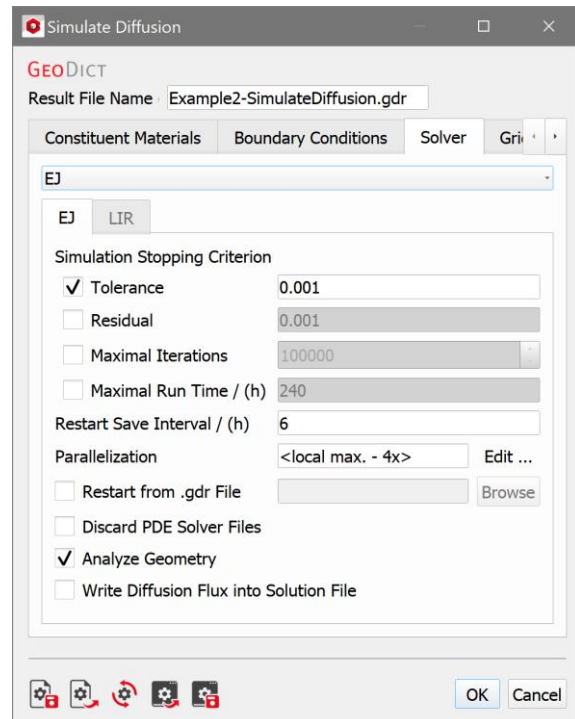 Simulate Diffusion
GEODICT
Result File Name Example2-SimulateDiffusion.gdr
Constituent Materials Boundary Conditions Solver Gri
EJ
EJ LIR
Simulation Stopping Criterion
Tolerance 0.001
Residual 0.001
Maximal Iterations 100000
Maximal Run Time / (h) 240
Restart Save Interval / (h) 6
Parallelization <local max. - 4x> Edit ...
Restart from .gdr File Browse
Discard PDE Solver Files
Analyze Geometry
Write Diffusion Flux into Solution File
OK Cancel